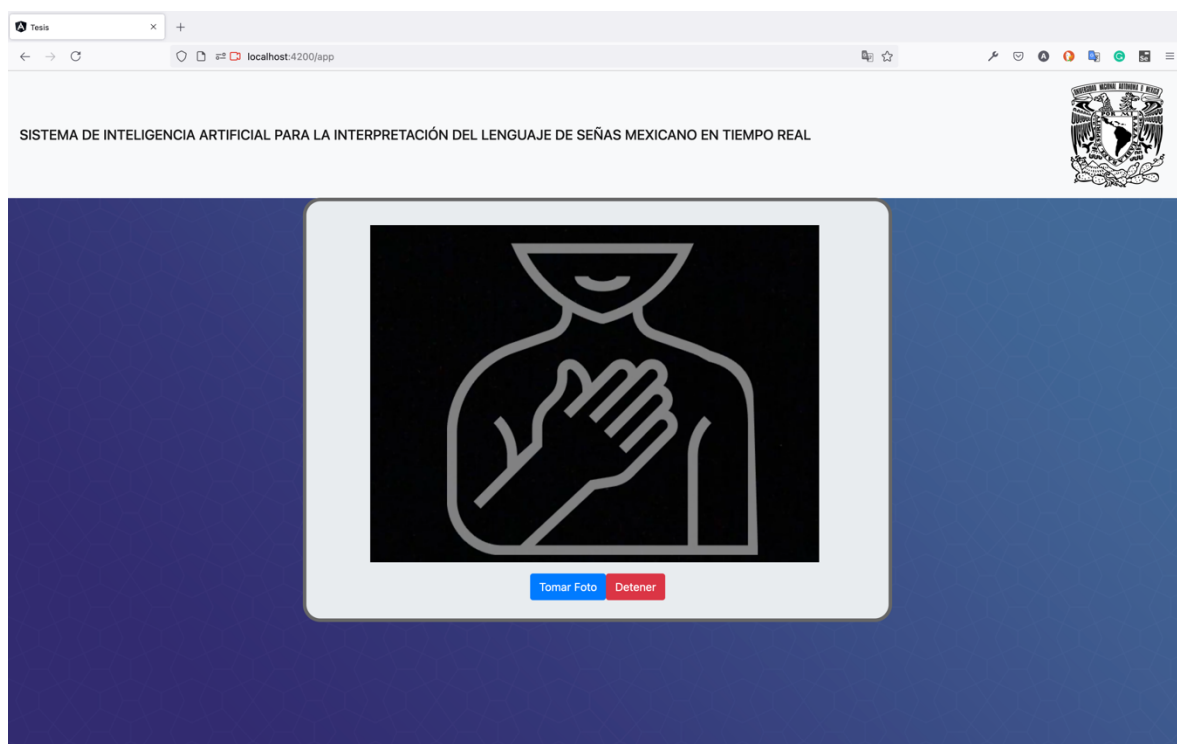 Tesis
localhost:4200/app
SISTEMA DE INTELIGENCIA ARTIFICIAL PARA LA INTERPRETACIÓN DEL LENGUAJE DE SEÑAS MEXICANO EN TIEMPO REAL
Tomar Foto
Detener